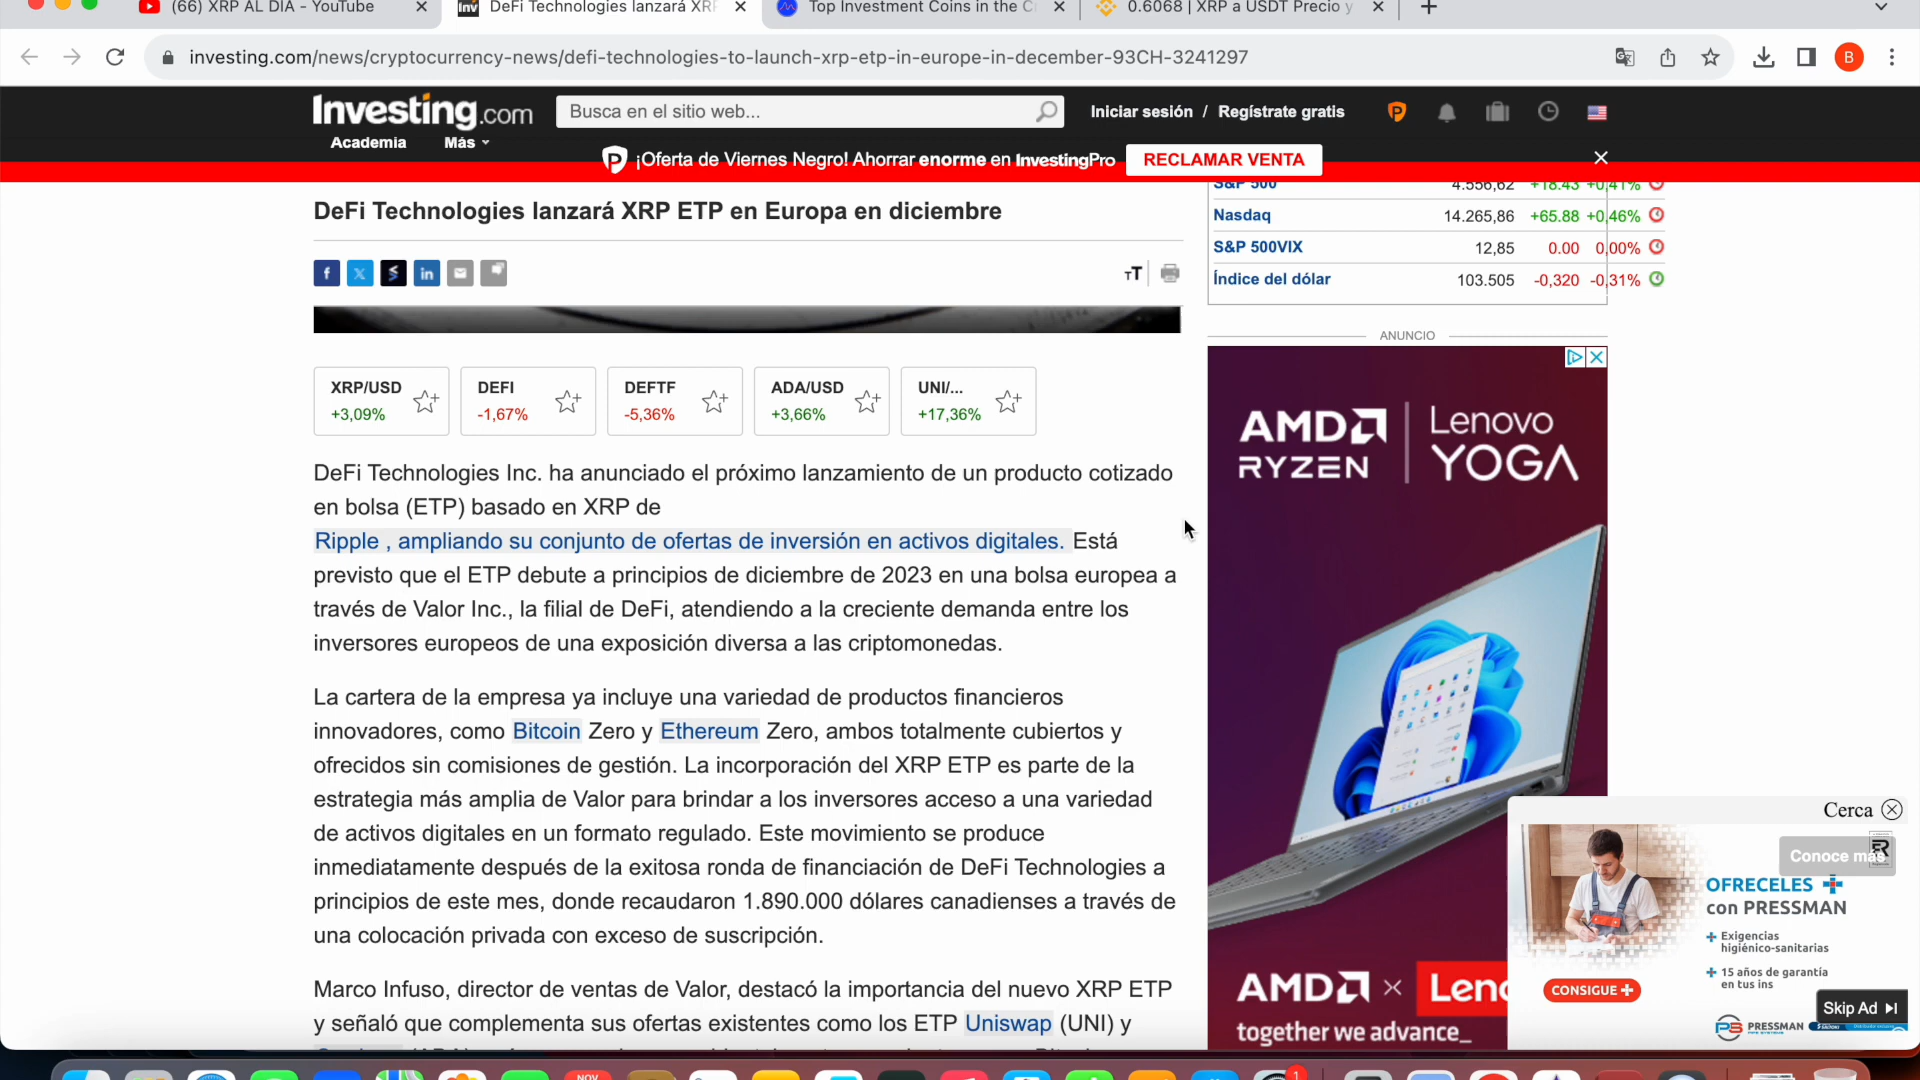 (66) XRP AL DÍA - YouTube
DeFi Technologies lanzará XRP
Top Investment Coins in the C
0.6068 | XRP a USDT Precio y
investing.com/news/cryptocurrency-news/defi-technologies-to-launch-xrp-etp-in-europe-in-december-93CH-3241297
B
Investing.com
Busca en el sitio web...
Iniciar sesión / Regístrate gratis
Academia
Más
¡Oferta de Viernes Negro! Ahorrar enorme en InvestingPro
RECLAMAR VENTA
DeFi Technologies lanzará XRP ETP en Europa en diciembre
S&P 500 4.556,62 +18.43 +0,41%
Nasdaq 14.265,86 +65.88 +0,46%
S&P 500VIX 12,85 0.00 0,00%
Índice del dólar 103.505 -0,320 -0,31%
TT
ANUNCIO
XRP/USD +3,09%
DEFI -1,67%
DEFTF -5,36%
ADA/USD +3,66%
UNI/... +17,36%
DeFi Technologies Inc. ha anunciado el próximo lanzamiento de un producto cotizado
en bolsa (ETP) basado en XRP de
Ripple , ampliando su conjunto de ofertas de inversión en activos digitales. Está
previsto que el ETP debute a principios de diciembre de 2023 en una bolsa europea a
través de Valor Inc., la filial de DeFi, atendiendo a la creciente demanda entre los
inversores europeos de una exposición diversa a las criptomonedas.
La cartera de la empresa ya incluye una variedad de productos financieros
innovadores, como Bitcoin Zero y Ethereum Zero, ambos totalmente cubiertos y
ofrecidos sin comisiones de gestión. La incorporación del XRP ETP es parte de la
estrategia más amplia de Valor para brindar a los inversores acceso a una variedad
de activos digitales en un formato regulado. Este movimiento se produce
inmediatamente después de la exitosa ronda de financiación de DeFi Technologies a
principios de este mes, donde recaudaron 1.890.000 dólares canadienses a través de
una colocación privada con exceso de suscripción.
Marco Infuso, director de ventas de Valor, destacó la importancia del nuevo XRP ETP
y señaló que complementa sus ofertas existentes como los ETP Uniswap (UNI) y
AMD RYZEN
Lenovo YOGA
AMD × Leno
together we advance_
Cerca
Conoce más
OFRECELES +
con PRESSMAN
+ Exigencias
higiénico-sanitarias
+ 15 años de garantía
en tus ins
CONSIGUE +
Skip Ad
PS PRESSMAN
NOV
1